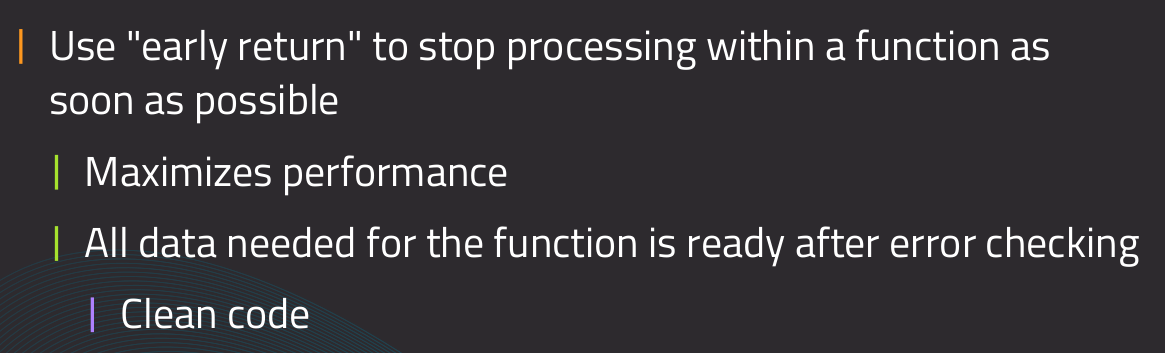 Use "early return" to stop processing within a function as
soon as possible
Maximizes performance
All data needed for the function is ready after error checking
Clean code